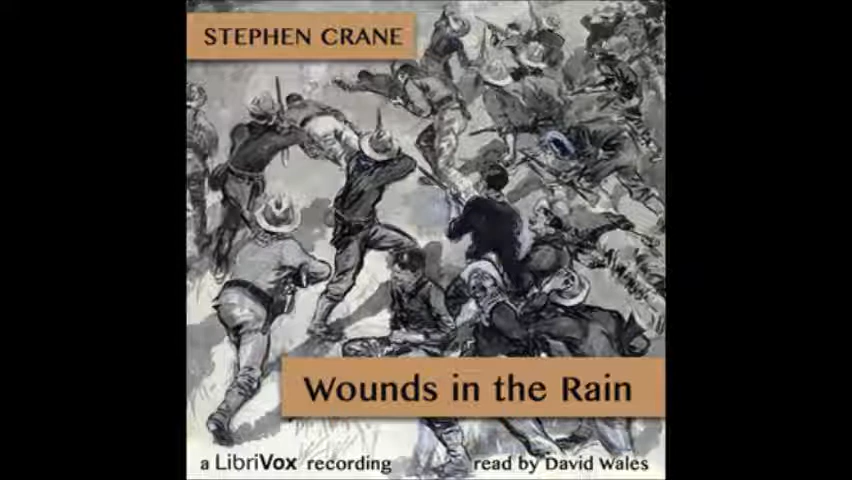 STEPHEN CRANE
Wounds in the Rain
a LibriVox recording
read by David Wales